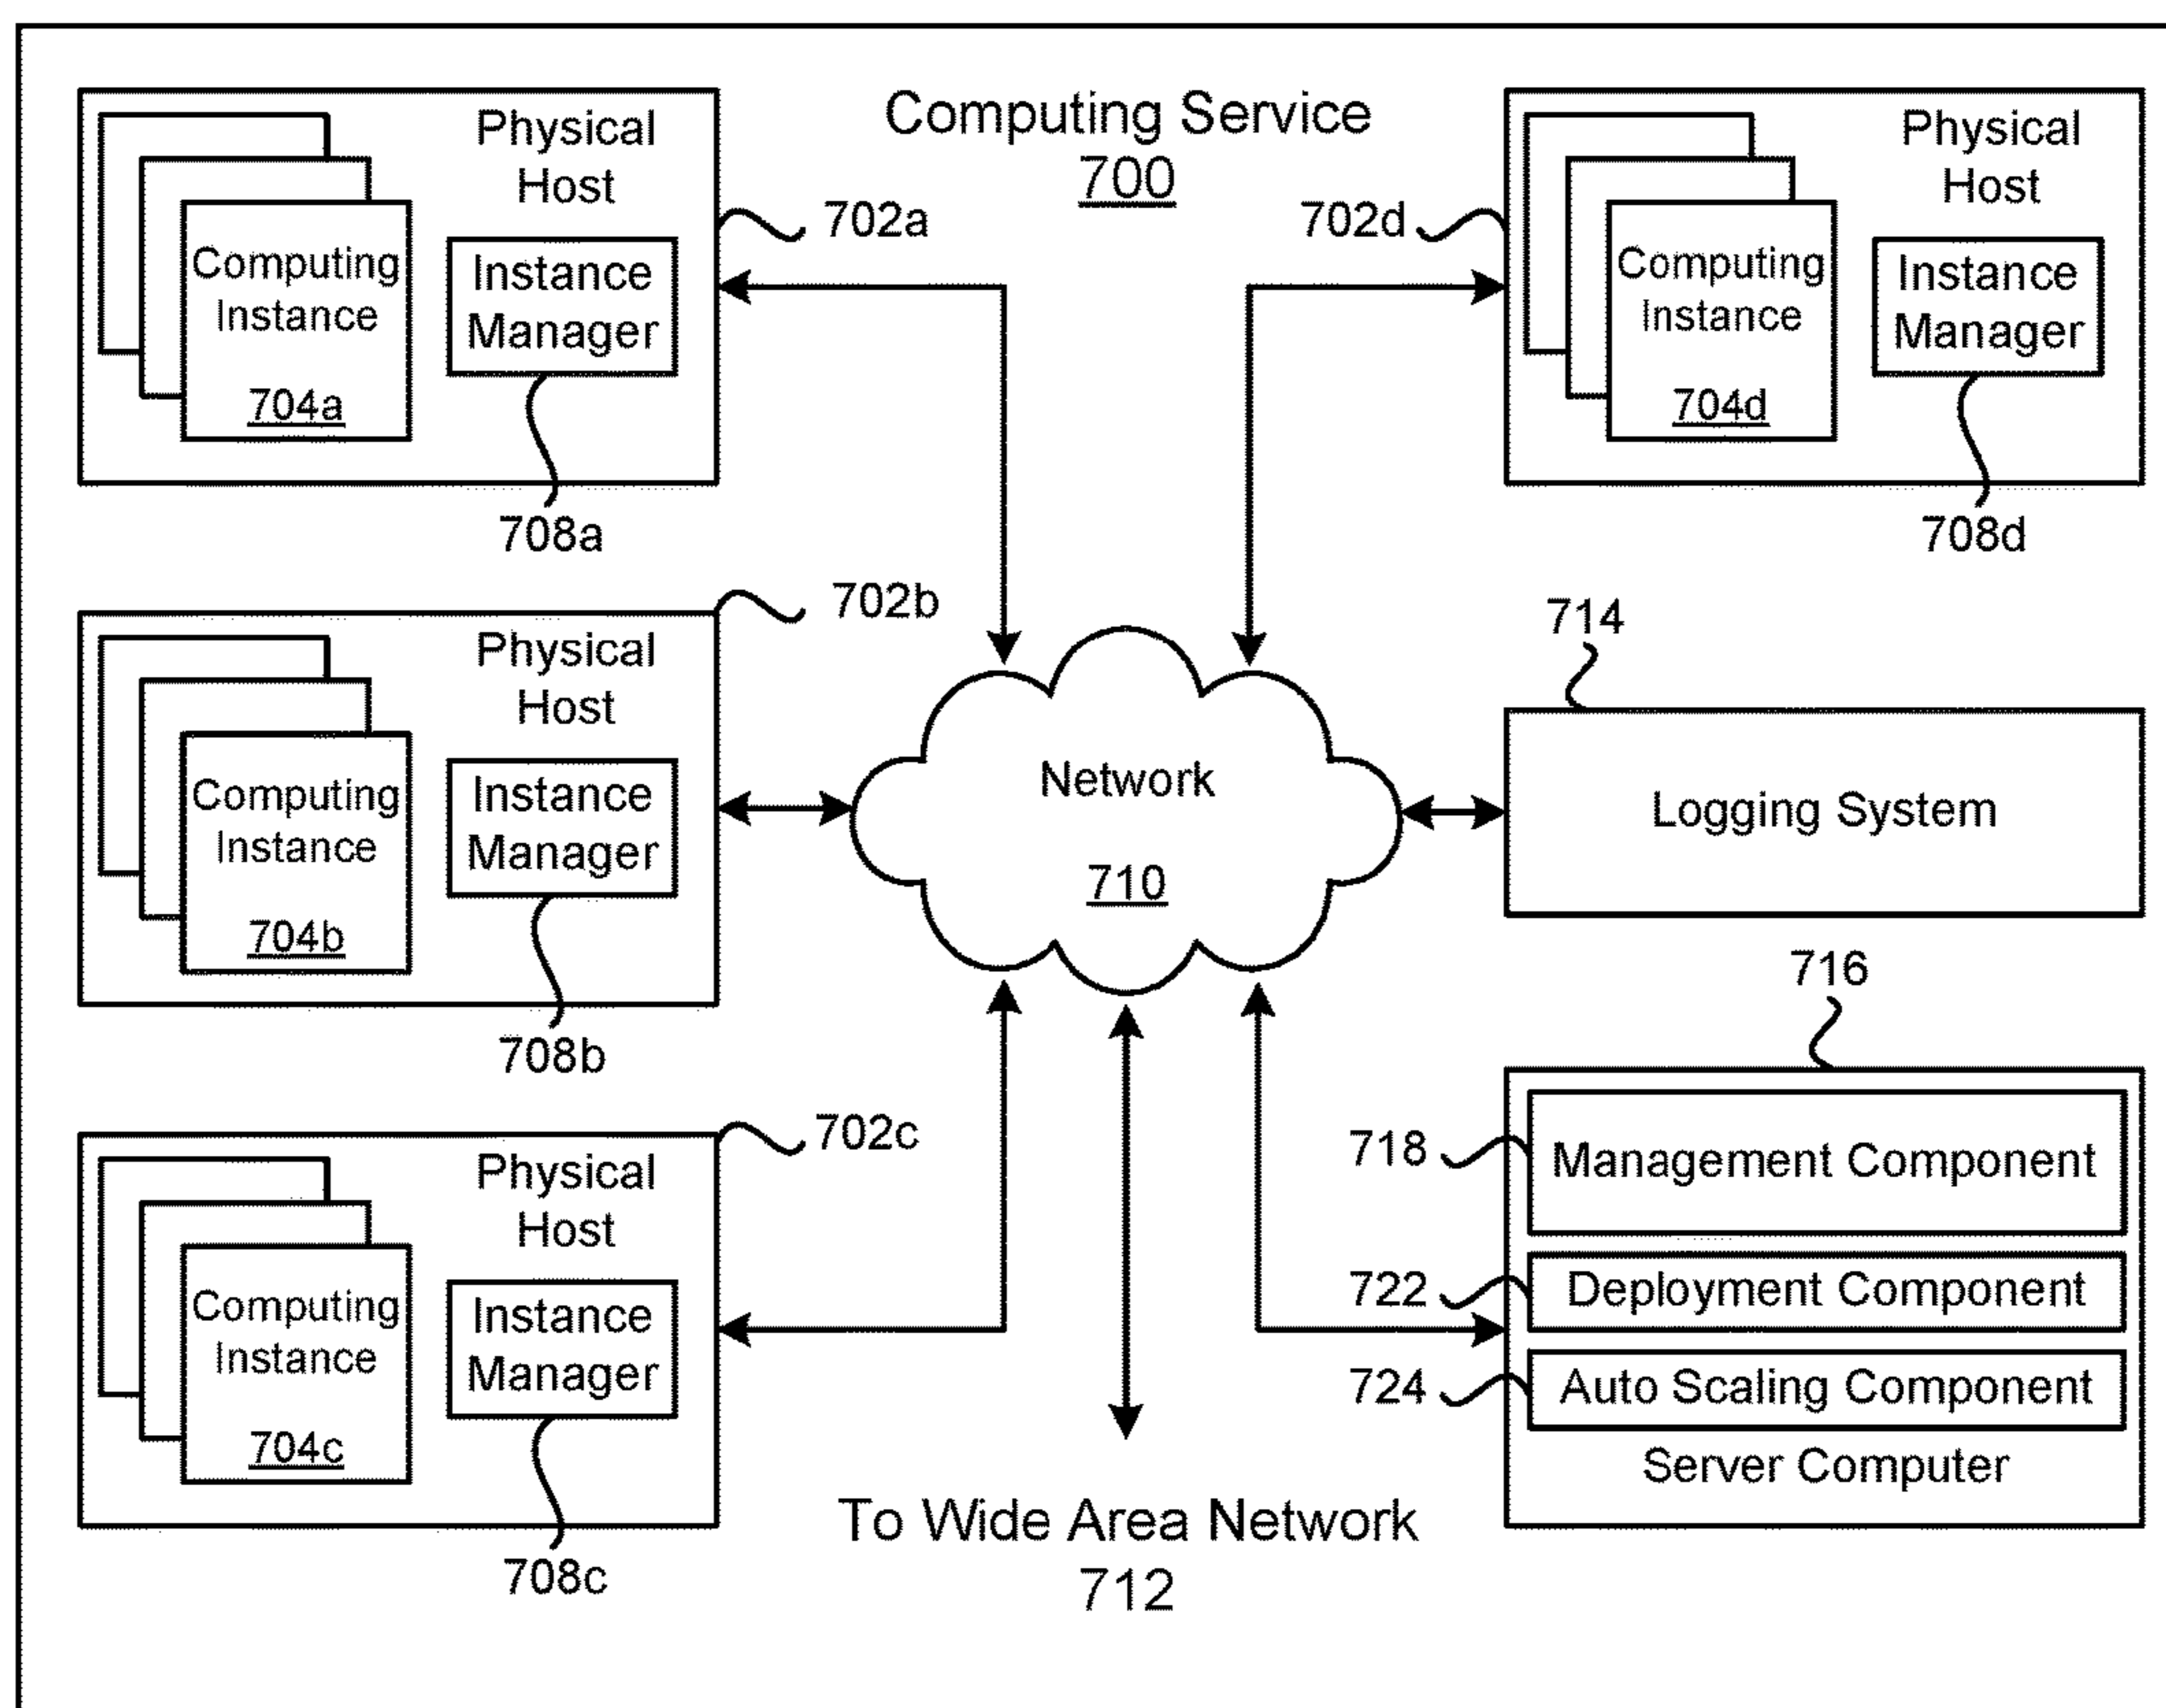 Computing Service
700
Physical
Host
702a
Computing
Instance
704a
Instance
Manager
708a
702d
Physical
Host
Computing
Instance
704d
Instance
Manager
708d
702b
Physical
Host
Computing
Instance
704b
Instance
Manager
708b
Network
710
714
Logging System
702c
Physical
Host
Computing
Instance
704c
Instance
Manager
708c
716
718
Management Component
722
Deployment Component
724
Auto Scaling Component
Server Computer
To Wide Area Network
712